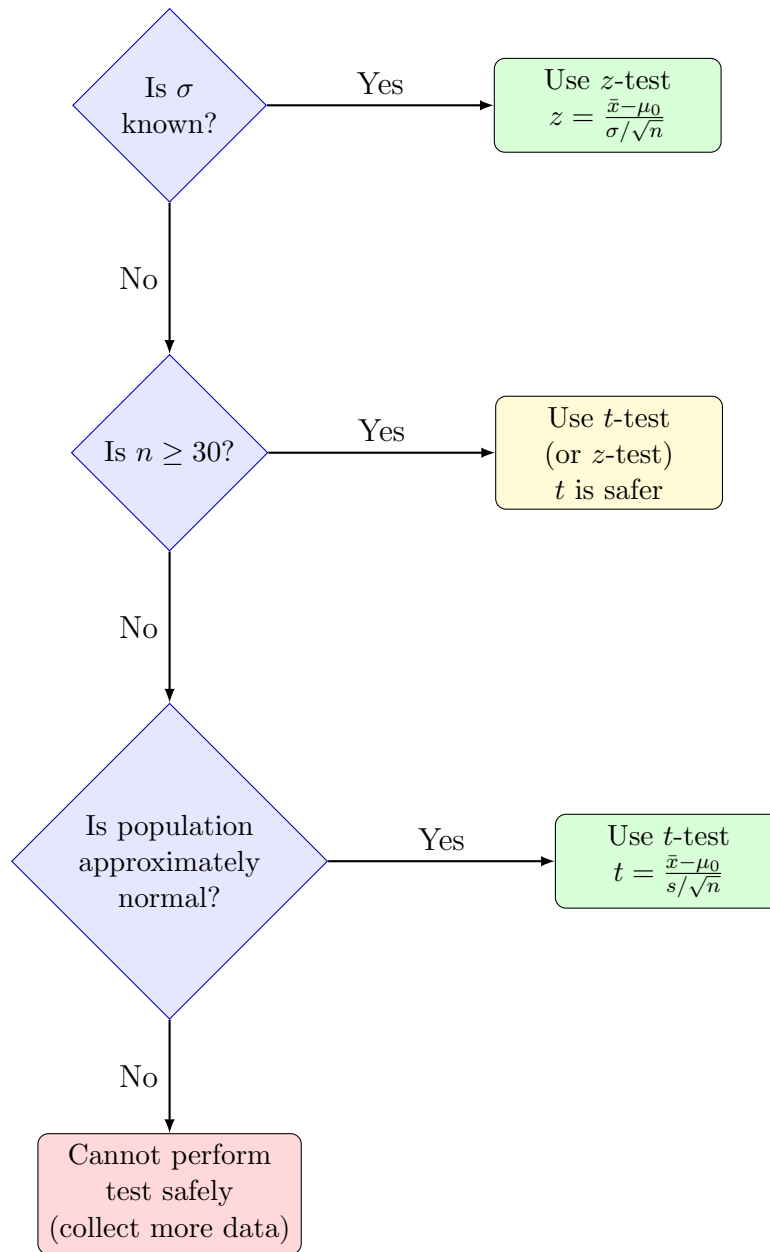 Is σ
known?
Yes
Use z-test
z = x̄−μ₀ / σ/√n
No
Is n ≥ 30?
Yes
Use t-test
(or z-test)
t is safer
No
Is population
approximately
normal?
Yes
Use t-test
t = x̄−μ₀ / s/√n
No
Cannot perform
test safely
(collect more data)